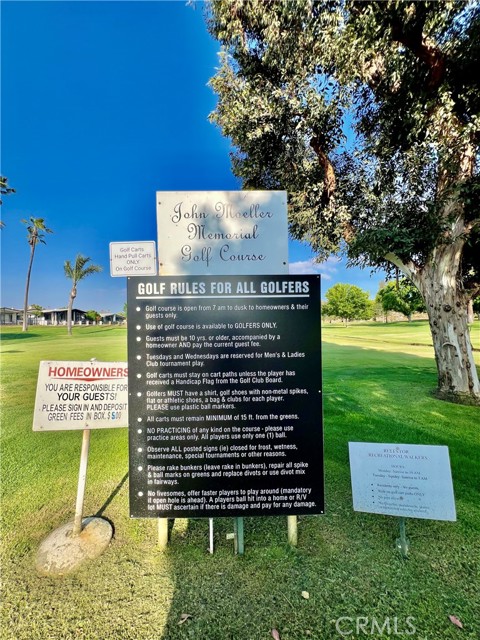 John Moeller
Memorial
Golf Course
Golf Carts
Hand Pull Carts
ONLY
ON Golf Course
GOLF RULES FOR ALL GOLFERS
Golf course is open from 7 am to dusk to homeowners & their
guests only.
Use of golf course is available to GOLFERS ONLY.
Guests must be 10 yrs. or older, accompanied by a
homeowner AND pay the current guest fee.
Tuesdays and Wednesdays are reserved for Men's & Ladies
Club tournament play.
Golf carts must stay on cart paths unless the player has
received a Handicap Flag from the Golf Club Board.
Golfers MUST have a shirt, golf shoes with non-metal spikes,
flat or athletic shoes, a bag & clubs for each player.
PLEASE use plastic ball markers.
All carts must remain MINIMUM of 15 ft. from the greens.
NO PRACTICING of any kind on the course - please use
practice areas only. All players use only one (1) ball.
Observe ALL posted signs (ie) closed for frost, wetness,
maintenance, special tournaments or other reasons.
Please rake bunkers (leave rake in bunkers), repair all spike
& ball marks on greens and replace divots or use divot mix
in fairways.
No fivesomes, offer faster players to play around (mandatory
if open hole is ahead). A players ball hit into a home or R/V
lot MUST ascertain if there is damage and pay for any damage.
HOMEOWNERS
YOU ARE RESPONSIBLE FOR
YOUR GUESTS!
PLEASE SIGN IN AND DEPOSIT
GREEN FEES IN BOX, $
RECREATIONAL WALKERS
CRMLS